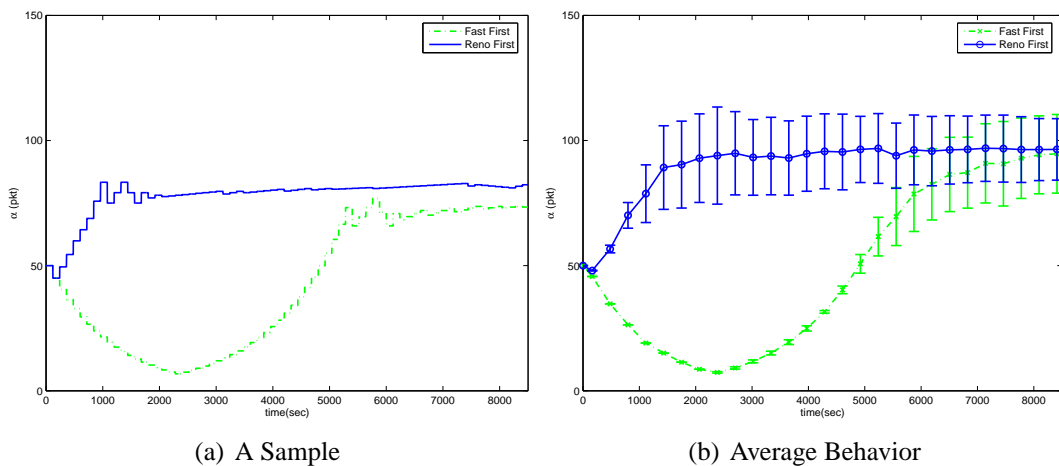 150
100
50
0
α (pkt)
Fast First
Reno First
0 1000 2000 3000 4000 5000 6000 7000 8000
time(sec)
(a) A Sample
150
100
50
0
α (pkt)
Fast First
Reno First
0 1000 2000 3000 4000 5000 6000 7000 8000
time(sec)
(b) Average Behavior